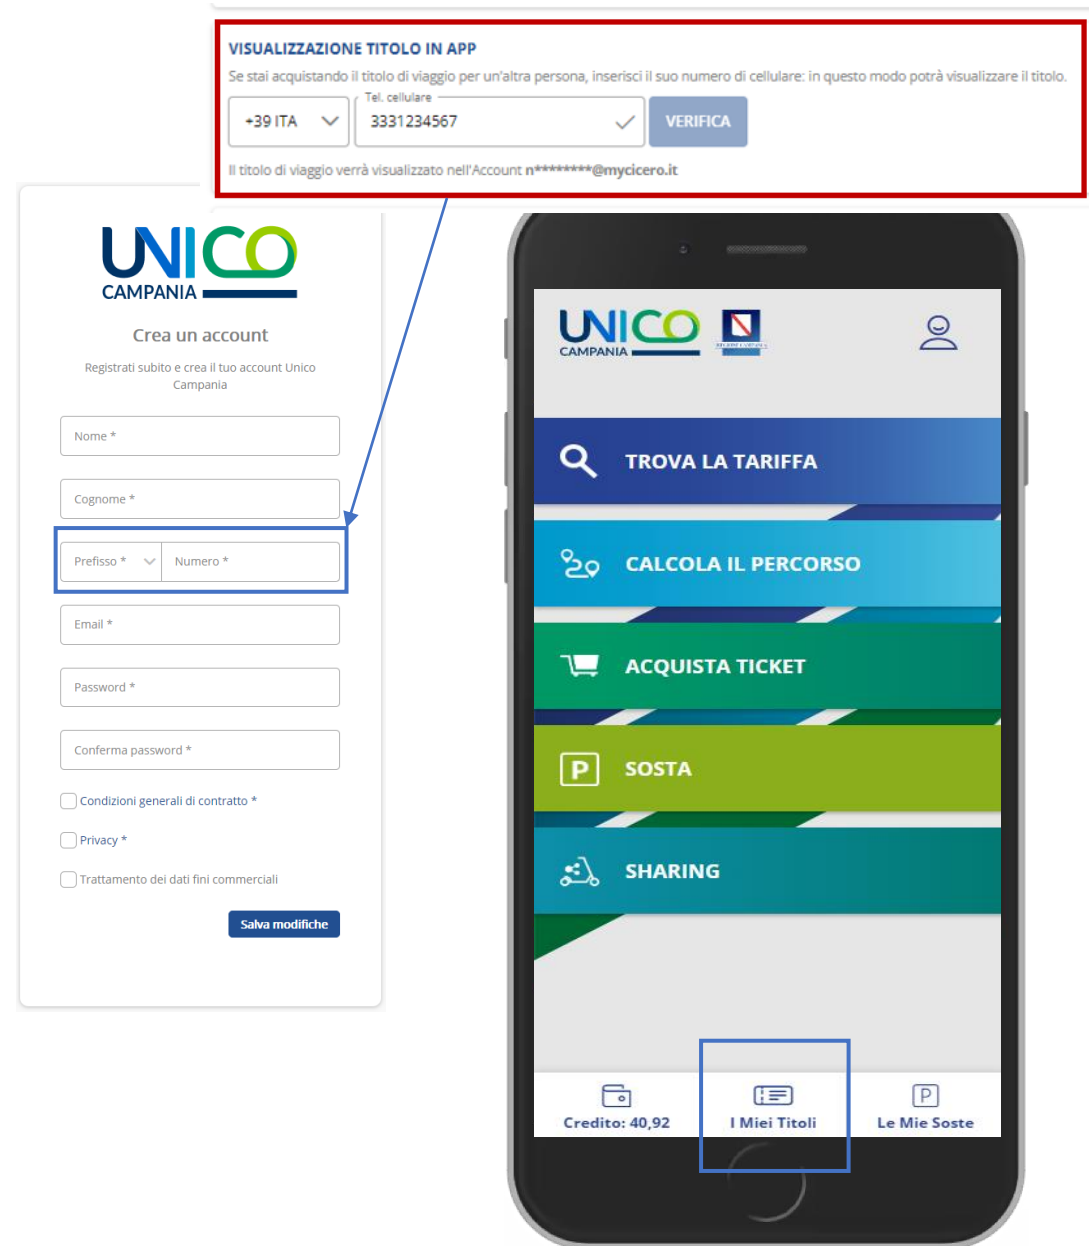 VISUALIZZAZIONE TITOLO IN APP
Se stai acquistando il titolo di viaggio per un'altra persona, inserisci il suo numero di cellulare: in questo modo potrà visualizzare il titolo.
+39 ITA
Tel. cellulare
3331234567
VERIFICA
Il titolo di viaggio verrà visualizzato nell'Account n********@mycicero.it
UNICO
CAMPANIA
Crea un account
Registrati subito e crea il tuo account Unico
Campania
Nome *
Cognome *
Prefisso *
Numero *
Email *
Password *
Conferma password *
Condizioni generali di contratto *
Privacy *
Trattamento dei dati fini commerciali
Salva modifiche
UNICO
CAMPANIA
REGIONE CAMPANIA
TROVA LA TARIFFA
CALCOLA IL PERCORSO
ACQUISTA TICKET
P
SOSTA
SHARING
Credito: 40,92
I Miei Titoli
P
Le Mie Soste